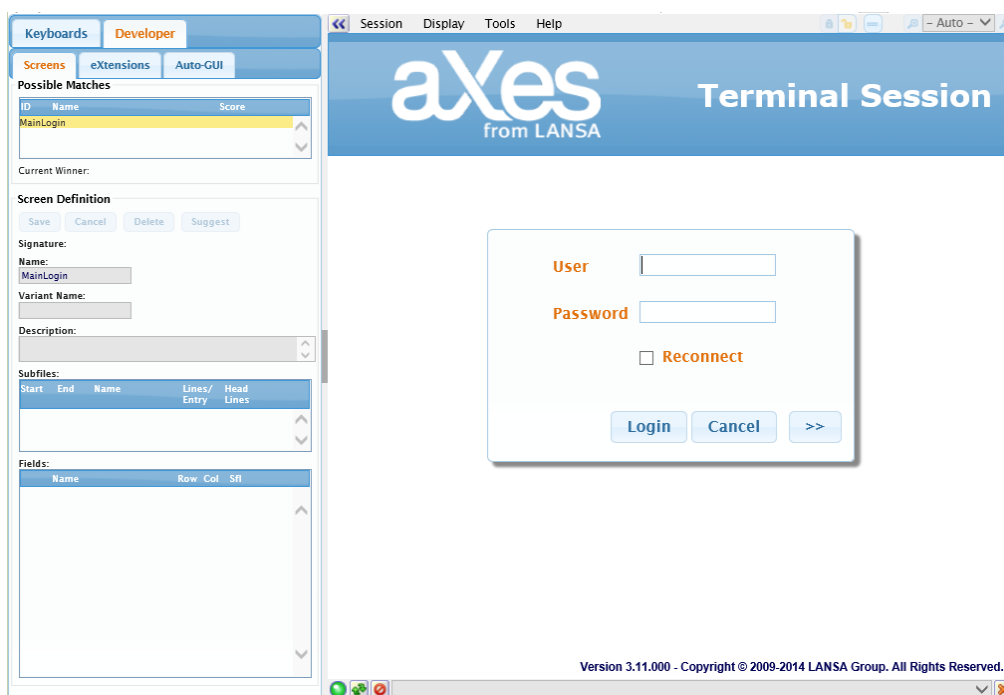 Keyboards Developer
Screens eXtensions Auto-GUI
Possible Matches
ID Name Score
MainLogin
Current Winner:
Screen Definition
Save Cancel Delete Suggest
Signature:
Name:
MainLogin
Variant Name:
Description:
Subfiles:
Start End Name Lines/ Head
Entry Lines
Fields:
Name Row Col Sfl
Session Display Tools Help
- Auto -
aXes
from LANSA
Terminal Session
User
Password
Reconnect
Login Cancel >>
Version 3.11.000 - Copyright © 2009-2014 LANSA Group. All Rights Reserved.